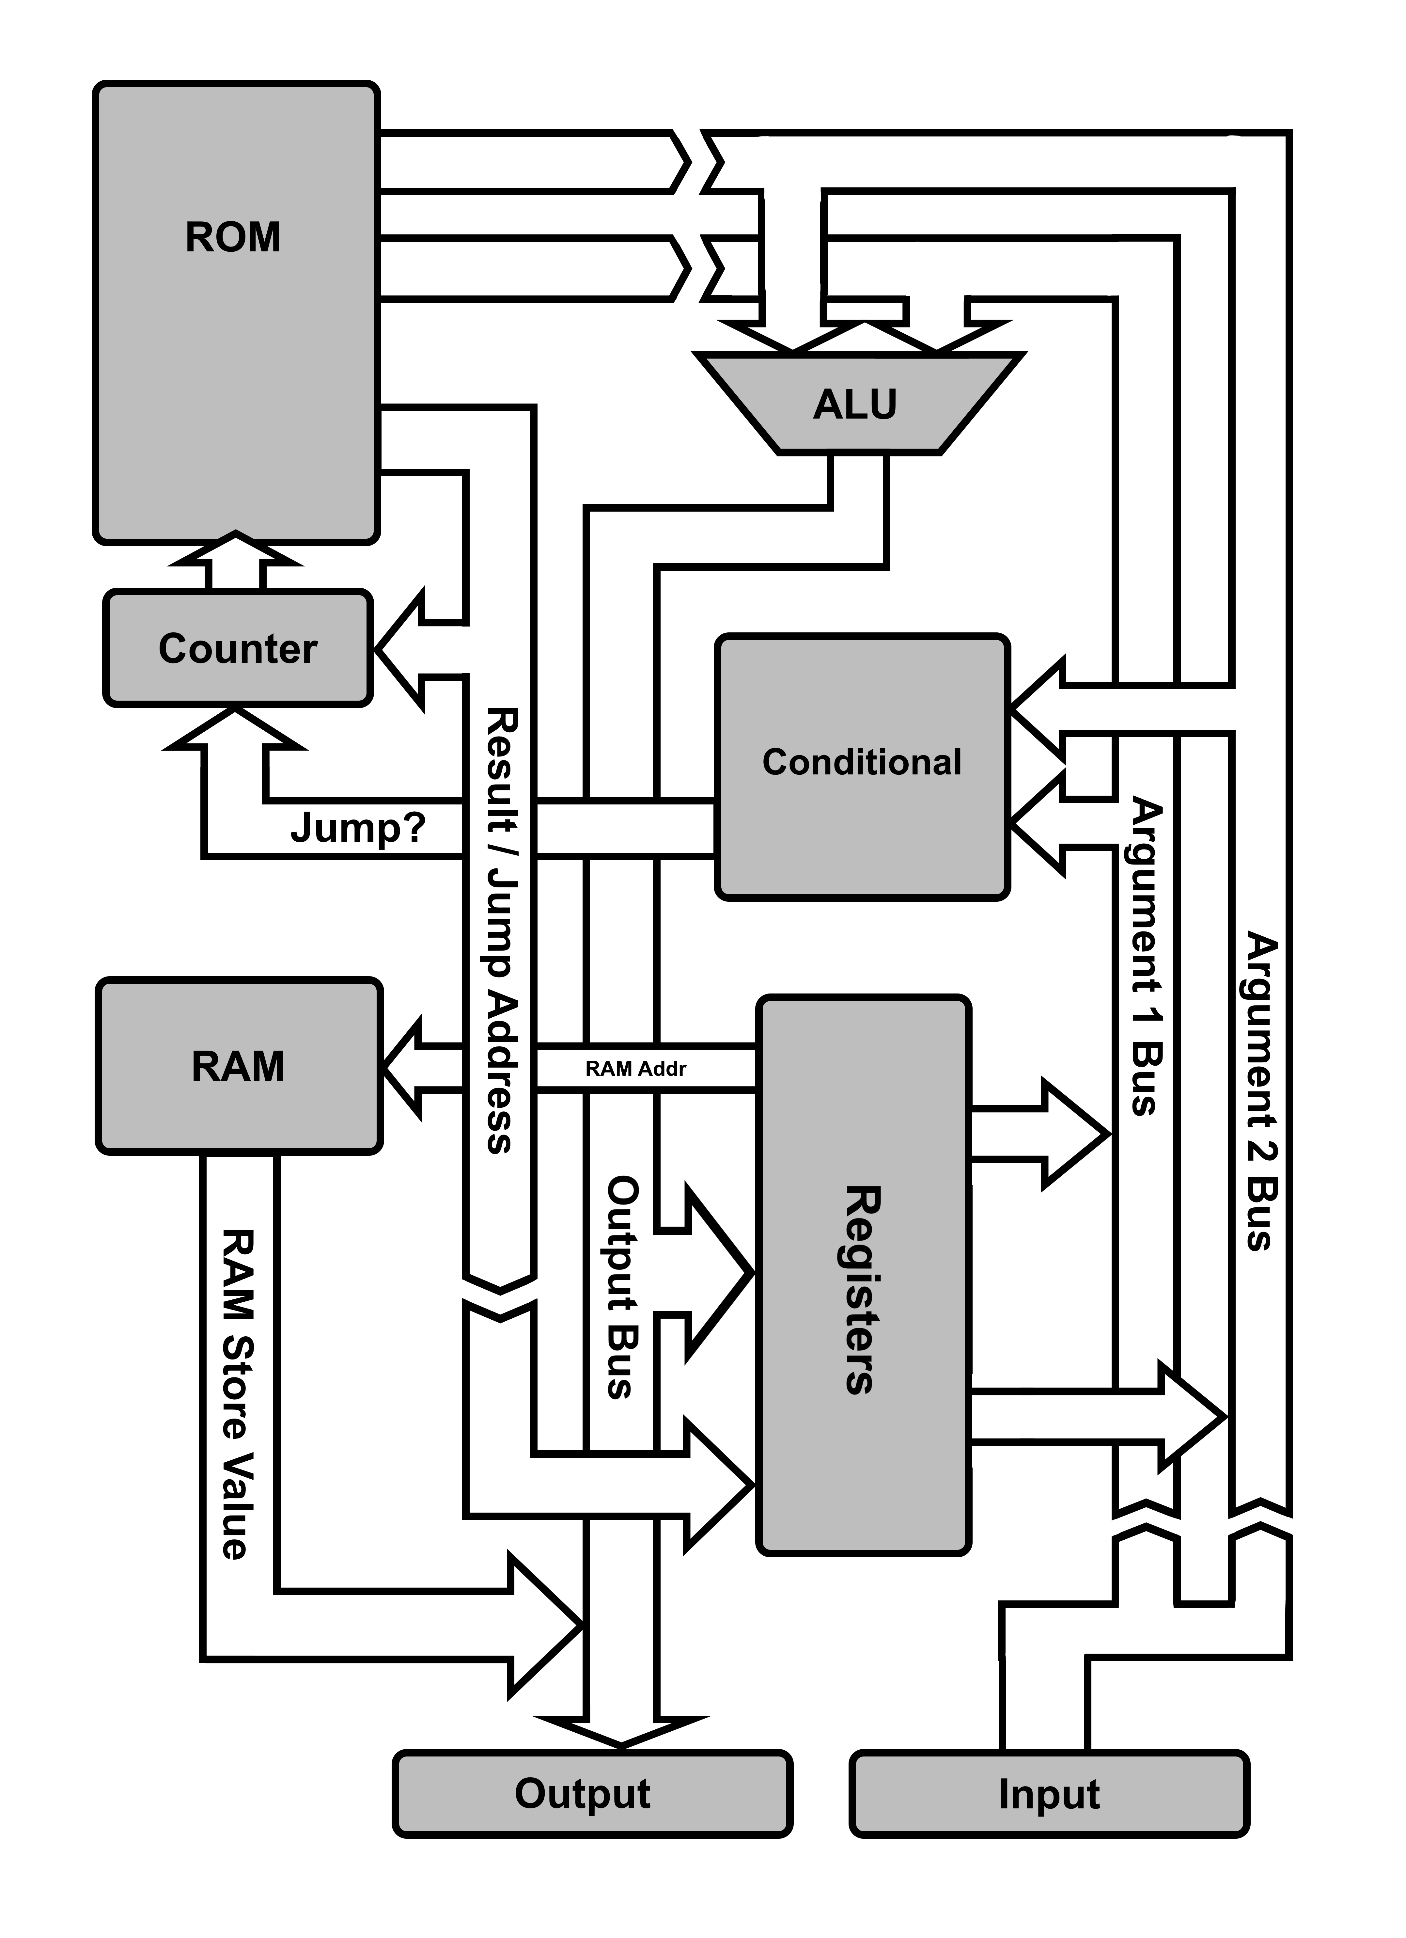 ROM
ALU
Counter
Conditional
Result / Jump Address
Jump?
Argument 1 Bus
Argument 2 Bus
RAM
RAM Addr
Registers
Output Bus
RAM Store Value
Output
Input